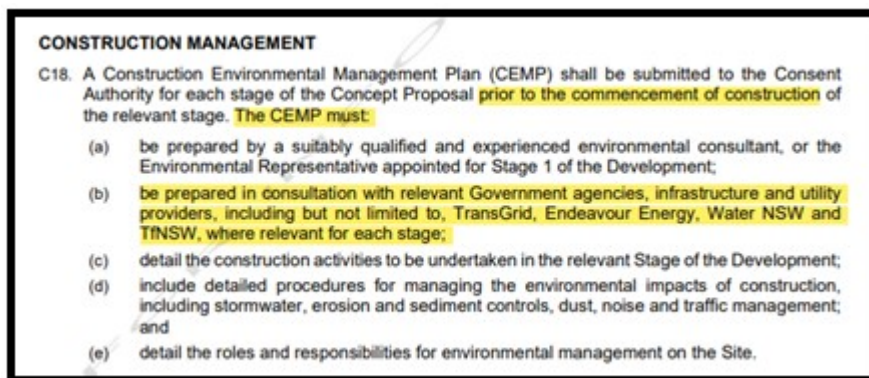 CONSTRUCTION MANAGEMENT
C18. A Construction Environmental Management Plan (CEMP) shall be submitted to the Consent
Authority for each stage of the Concept Proposal prior to the commencement of construction of
the relevant stage. The CEMP must:
(a) be prepared by a suitably qualified and experienced environmental consultant, or the
Environmental Representative appointed for Stage 1 of the Development;
(b) be prepared in consultation with relevant Government agencies, infrastructure and utility
providers, including but not limited to, TransGrid, Endeavour Energy, Water NSW and
TfNSW, where relevant for each stage;
(c) detail the construction activities to be undertaken in the relevant Stage of the Development;
(d) include detailed procedures for managing the environmental impacts of construction,
including stormwater, erosion and sediment controls, dust, noise and traffic management;
and
(e) detail the roles and responsibilities for environmental management on the Site.